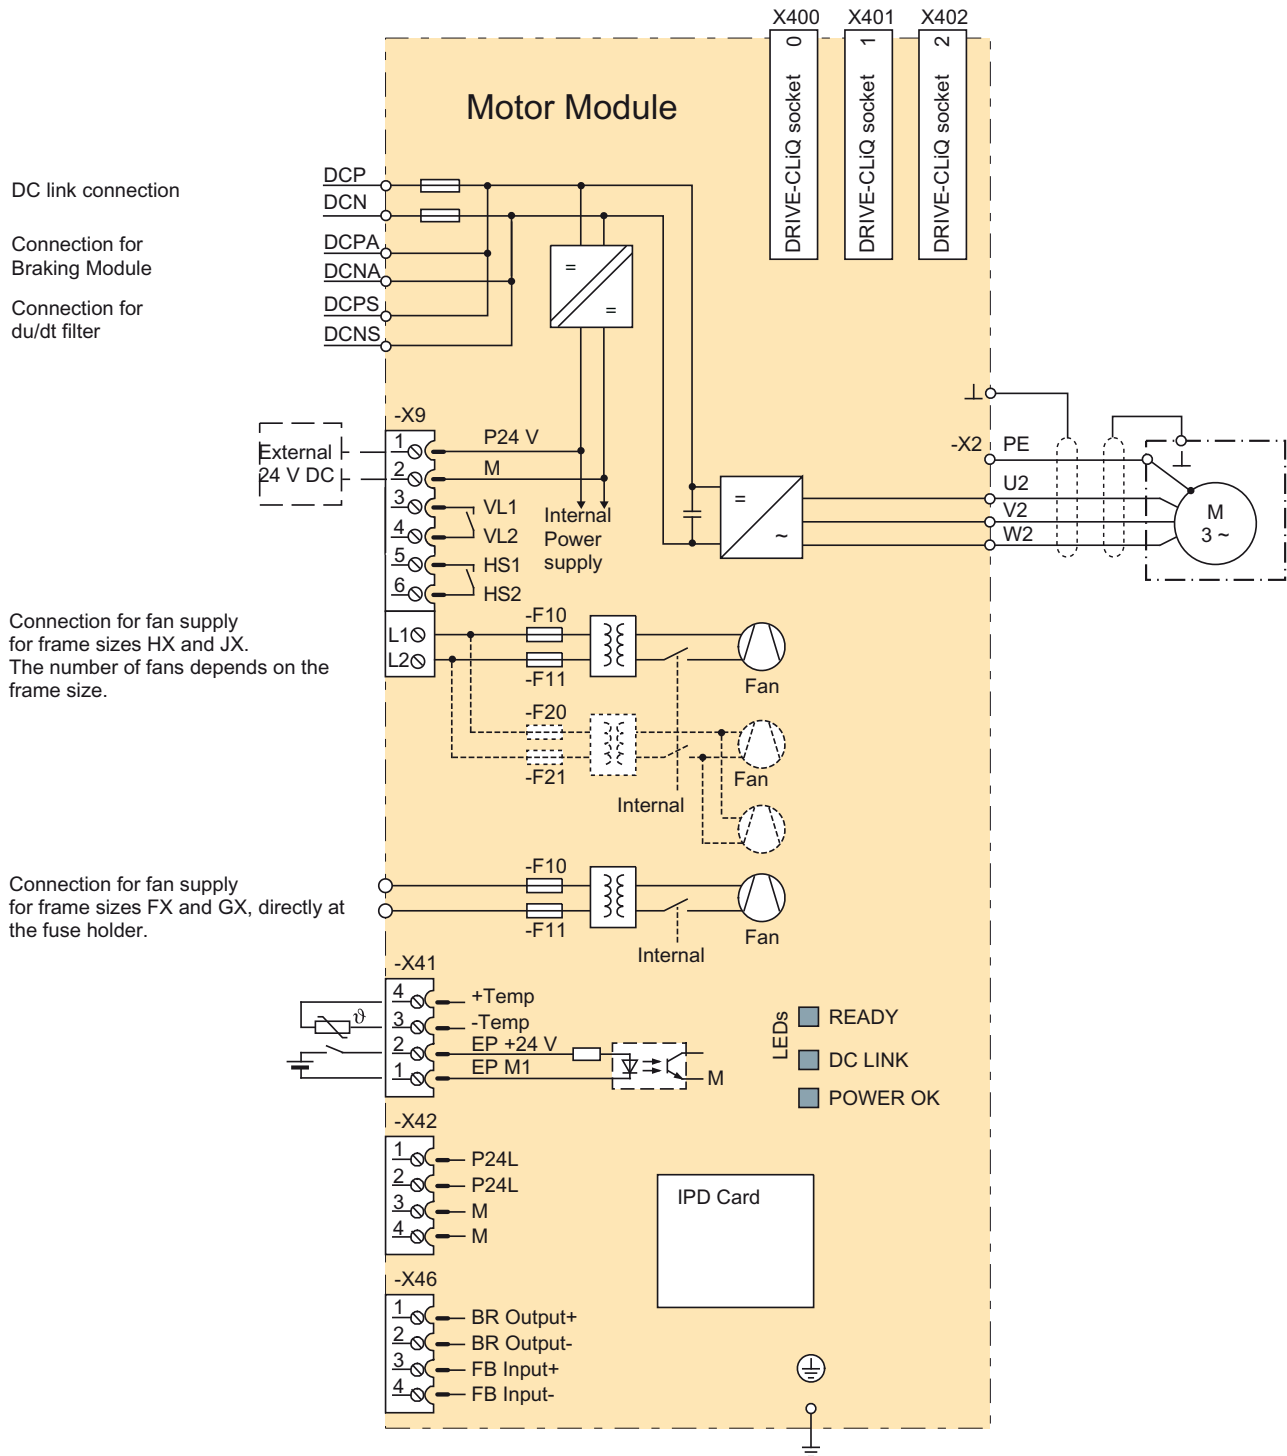 X400 X401 X402
0 1 2
DRIVE-CLiQ socket
DRIVE-CLiQ socket
DRIVE-CLiQ socket
Motor Module
DC link connection
DCP
DCN
Connection for
Braking Module
DCPA
DCNA
Connection for
du/dt filter
DCPS
DCNS
=
=
-X9
External
24 V DC
1 P24 V
2 M
3 VL1
4 VL2
5 HS1
6 HS2
Internal
Power
supply
=
~
-X2 PE
U2
V2
W2
M
3 ~
Connection for fan supply
for frame sizes HX and JX.
The number of fans depends on the
frame size.
L1
L2
-F10
-F11
Fan
-F20
-F21
Fan
Internal
Connection for fan supply
for frame sizes FX and GX, directly at
the fuse holder.
-F10
-F11
Fan
Internal
-X41
4 +Temp
ϑ
3 -Temp
2 EP +24 V
1 EP M1
M
LEDs
READY
DC LINK
POWER OK
-X42
1 P24L
2 P24L
3 M
4 M
IPD Card
-X46
1 BR Output+
2 BR Output-
3 FB Input+
4 FB Input-